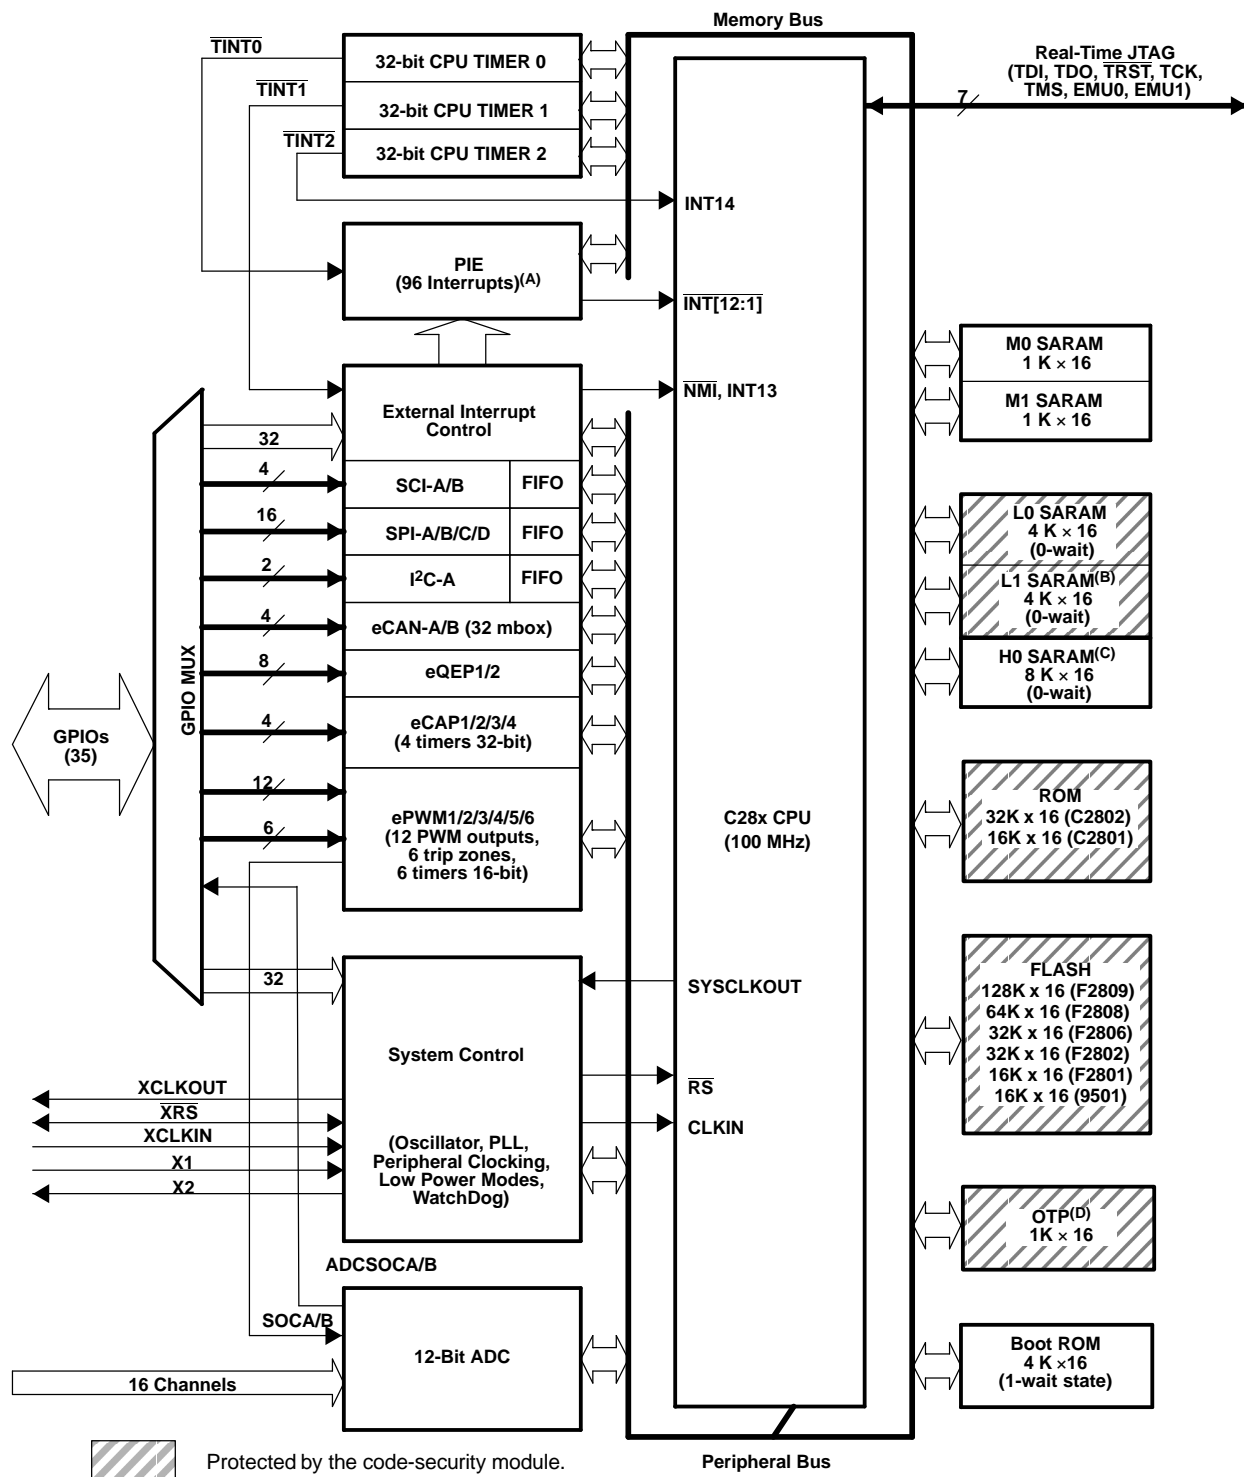 Memory Bus
TINT0
32-bit CPU TIMER 0
Real-Time JTAG
(TDI, TDO, TRST, TCK,
TMS, EMU0, EMU1)
7
TINT1
32-bit CPU TIMER 1
TINT2
32-bit CPU TIMER 2
INT14
PIE
(96 Interrupts)(A)
INT[12:1]
M0 SARAM
1 K × 16
NMI, INT13
M1 SARAM
1 K × 16
External Interrupt
Control
32
4
SCI-A/B
FIFO
16
SPI-A/B/C/D
FIFO
L0 SARAM
4 K × 16
(0-wait)
2
I²C-A
FIFO
L1 SARAM(B)
4 K × 16
(0-wait)
4
eCAN-A/B (32 mbox)
8
eQEP1/2
H0 SARAM(C)
8 K × 16
(0-wait)
GPIO MUX
GPIOs
(35)
4
eCAP1/2/3/4
(4 timers 32-bit)
12
6
ePWM1/2/3/4/5/6
(12 PWM outputs,
6 trip zones,
6 timers 16-bit)
C28x CPU
(100 MHz)
ROM
32K x 16 (C2802)
16K x 16 (C2801)
32
SYSCLKOUT
FLASH
128K x 16 (F2809)
64K x 16 (F2808)
32K x 16 (F2806)
32K x 16 (F2802)
16K x 16 (F2801)
16K x 16 (9501)
System Control
RS
XCLKOUT
XRS
CLKIN
XCLKIN
X1
X2
(Oscillator, PLL,
Peripheral Clocking,
Low Power Modes,
WatchDog)
OTP(D)
1K × 16
ADCSOCA/B
SOCA/B
12-Bit ADC
16 Channels
Boot ROM
4 K ×16
(1-wait state)
Protected by the code-security module.
Peripheral Bus